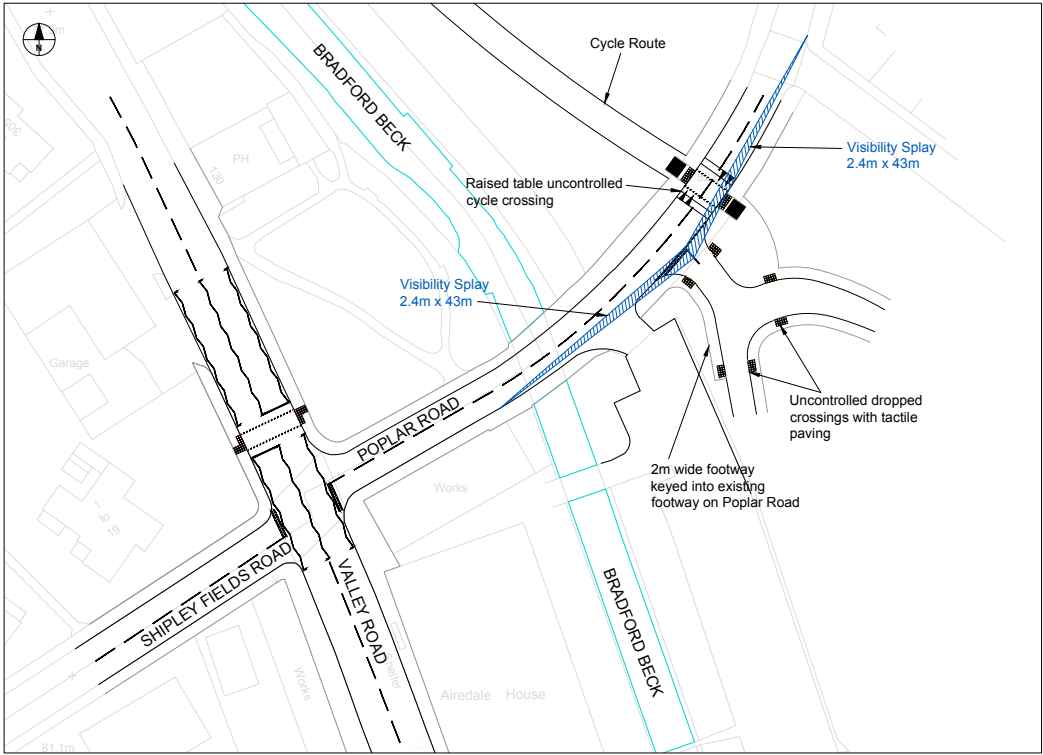 N
Cycle Route
BRADFORD BECK
Visibility Splay
2.4m x 43m
PH
130
Raised table uncontrolled
cycle crossing
Visibility Splay
2.4m x 43m
Garage
POPLAR ROAD
Uncontrolled dropped
crossings with tactile
paving
2m wide footway
keyed into existing
footway on Poplar Road
Works
SHIPLEY FIELDS ROAD
VALLEY ROAD
BRADFORD BECK
Works
Airedale House
81.1m